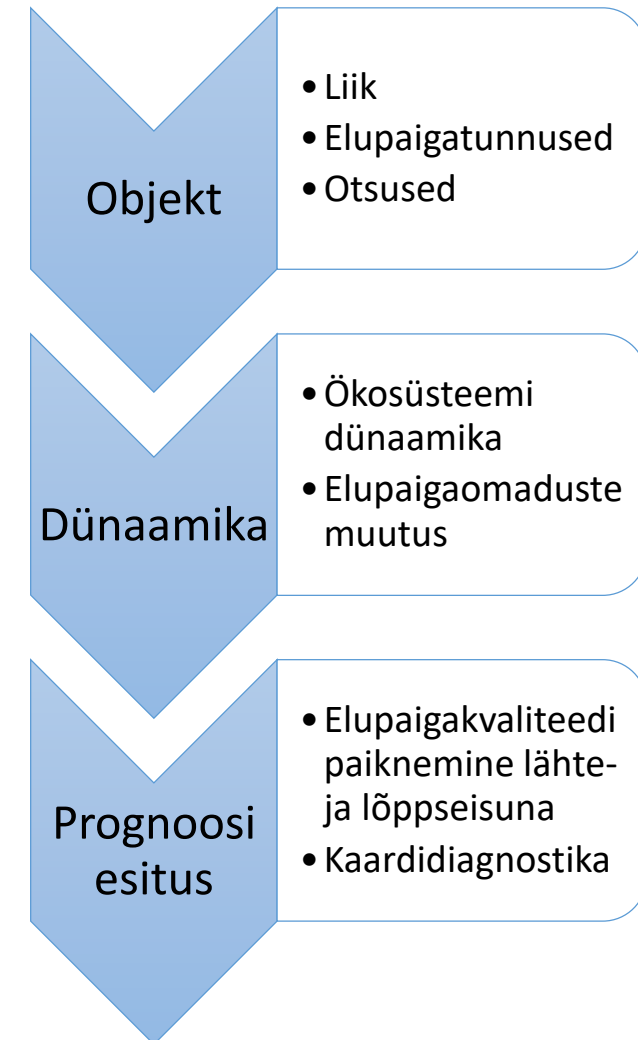 Objekt
• Liik
• Elupaigatunnused
• Otsused
Dünaamika
• Ökosüsteemi
dünaamika
• Elupaigaomaduste
muutus
Prognoosi
esitus
• Elupaigakvaliteedi
paiknemine lähte-
ja lõppseisuna
• Kaardidiagnostika